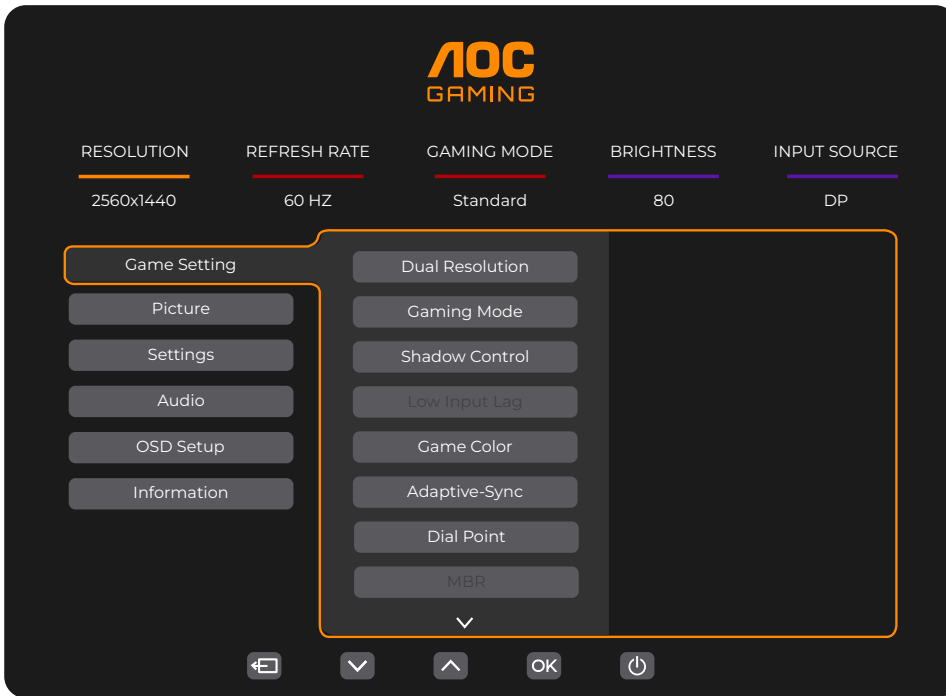 AOC
GAMING
RESOLUTION REFRESH RATE GAMING MODE BRIGHTNESS INPUT SOURCE
2560x1440 60 HZ Standard 80 DP
Game Setting
Picture
Settings
Audio
OSD Setup
Information
Dual Resolution
Gaming Mode
Shadow Control
Low Input Lag
Game Color
Adaptive-Sync
Dial Point
MBR
OK